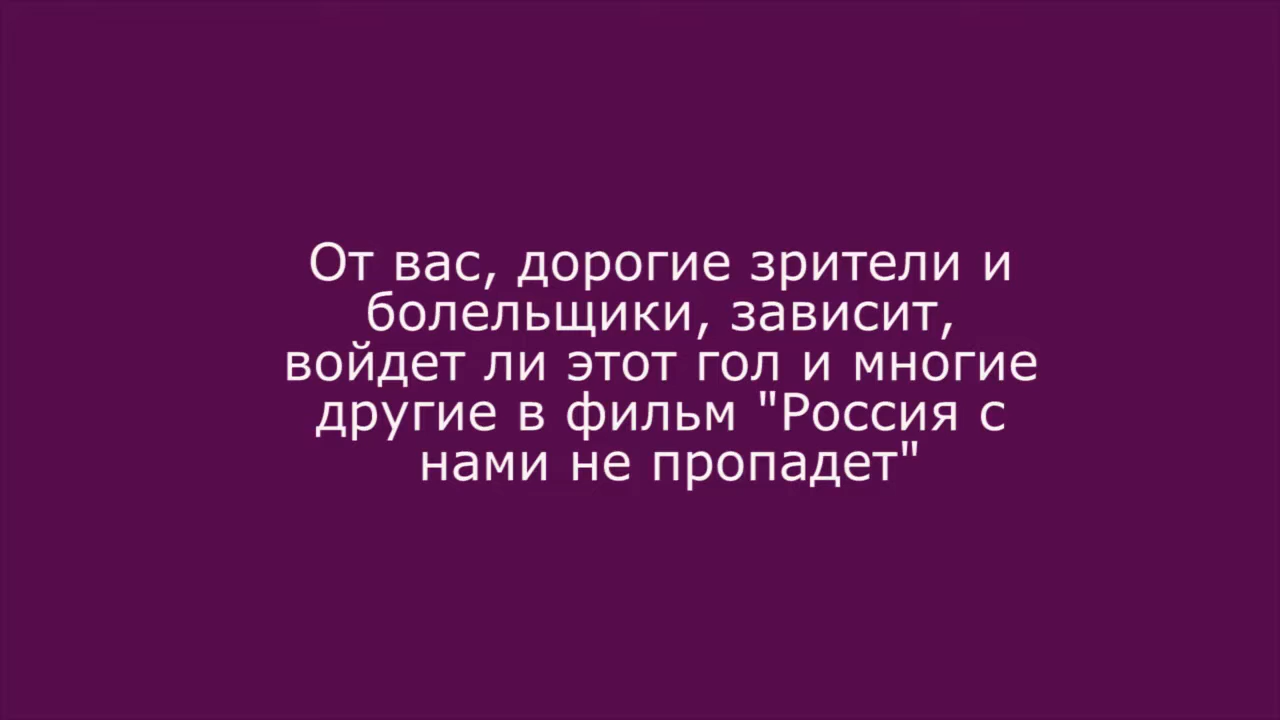 От вас, дорогие зрители и
болельщики, зависит,
войдет ли этот гол и многие
другие в фильм "Россия с
нами не пропадет"